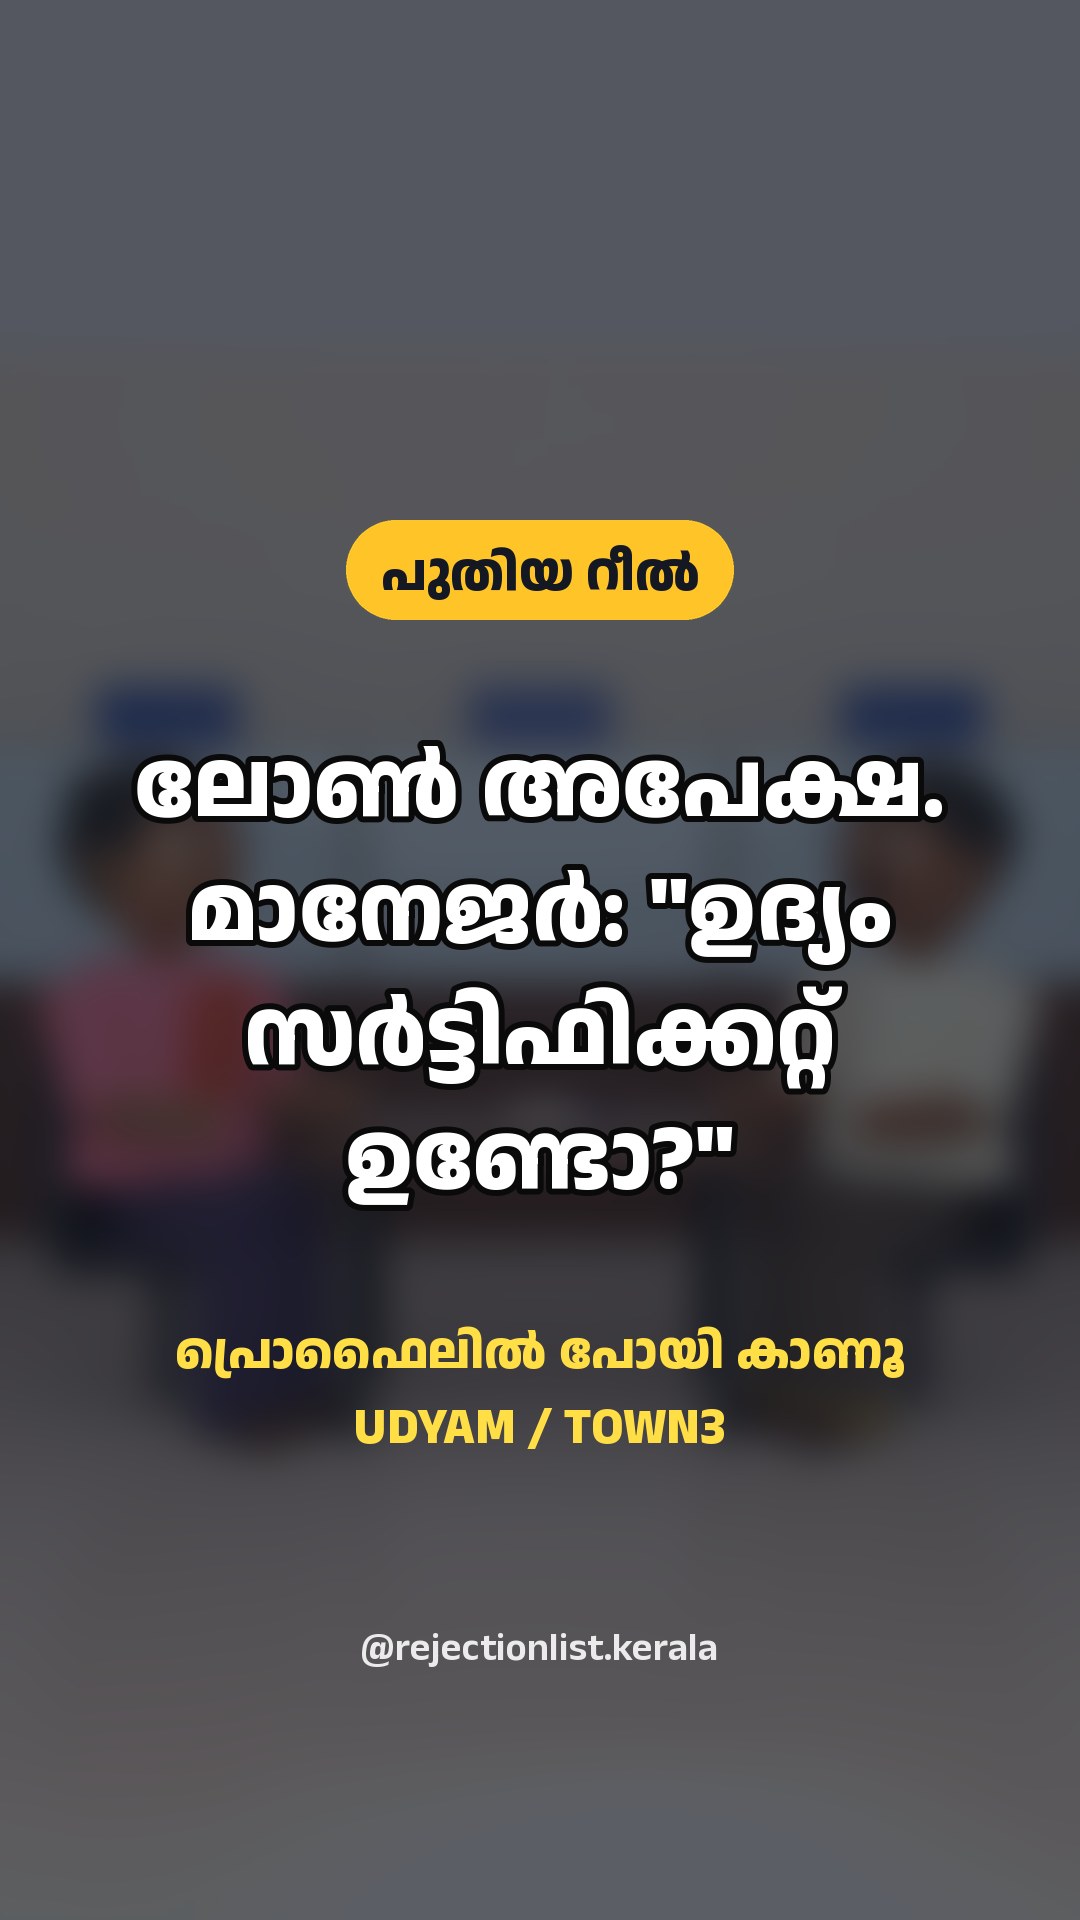 പുതിയ റീൽ
ലോൺ അപേക്ഷ.
മാനേജർ: "ഉദ്യം
സർട്ടിഫിക്കറ്റ്
ഉണ്ടോ?"
പ്രൊഫൈലിൽ പോയി കാണൂ
UDYAM / TOWN3
@rejectionlist.kerala